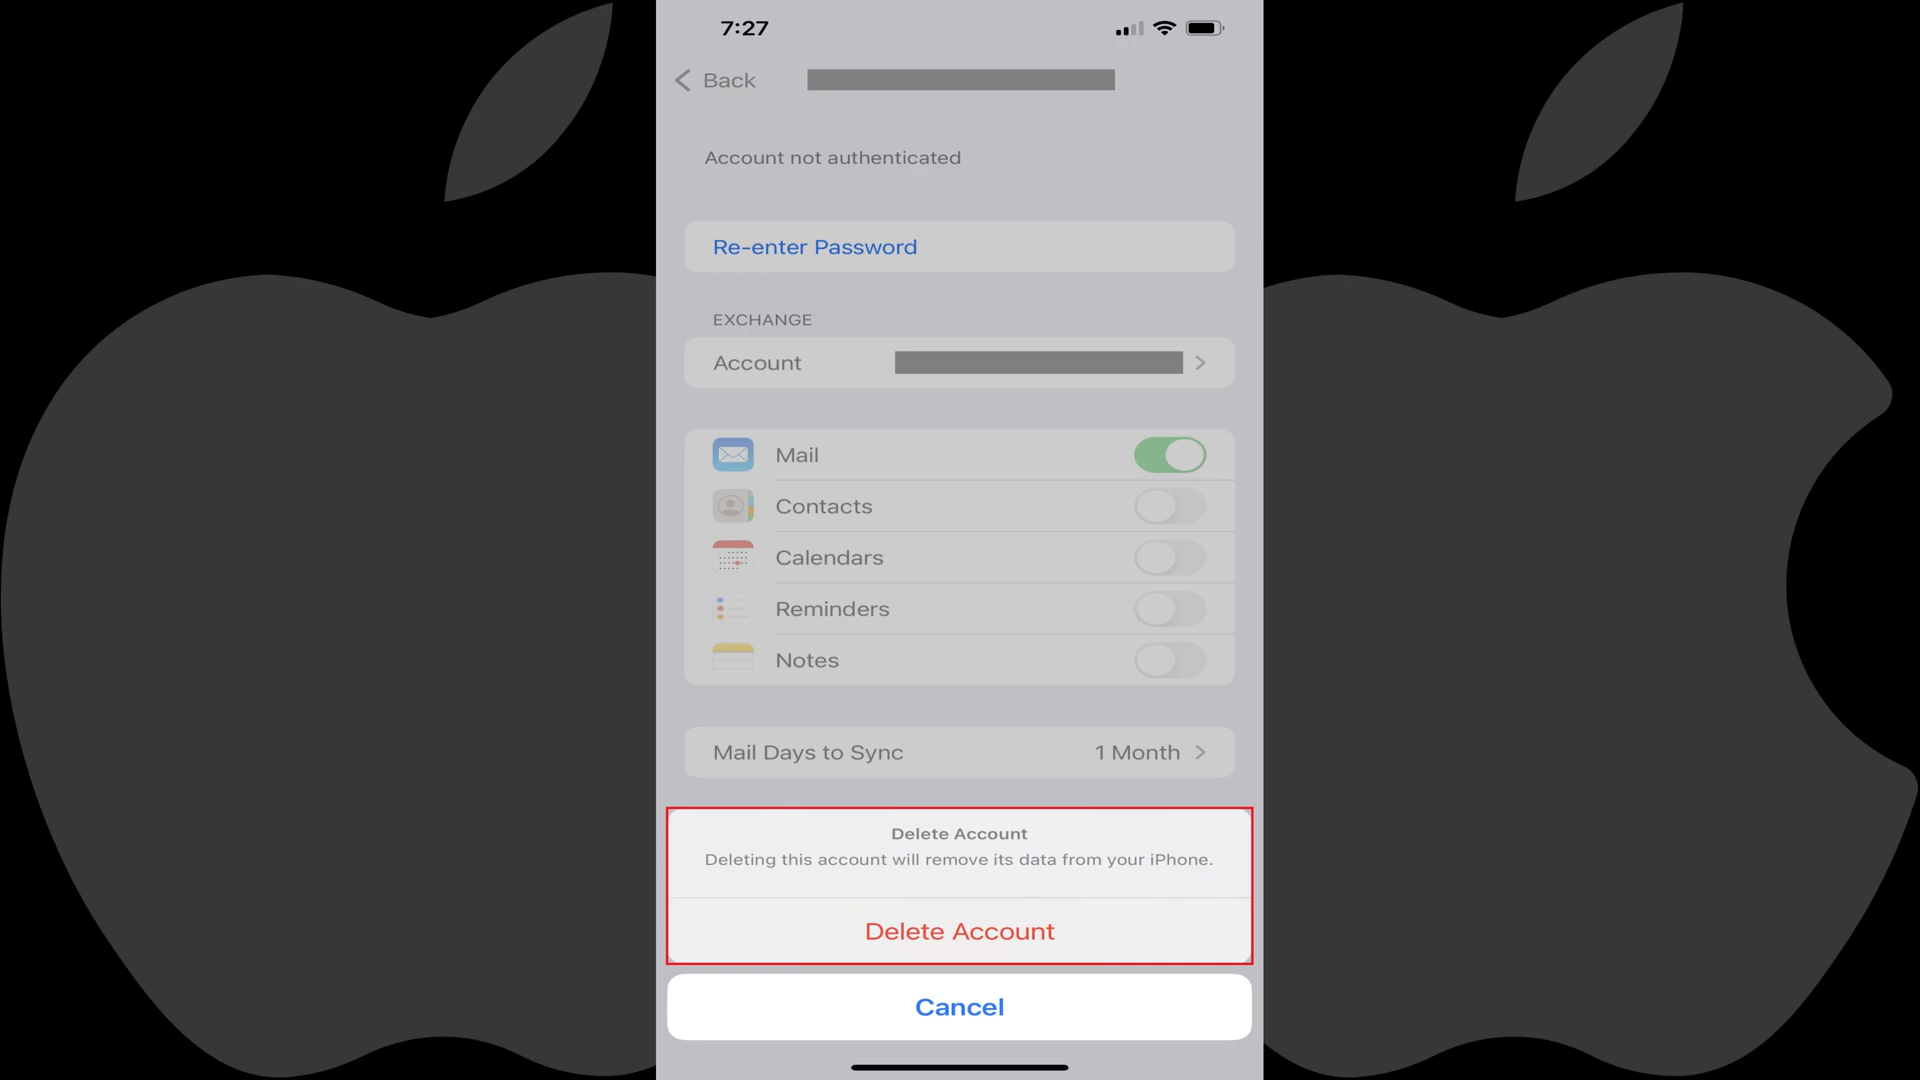 7:27
Back
Account not authenticated
Re-enter Password
EXCHANGE
Account
Mail
Contacts
Calendars
Reminders
Notes
Mail Days to Sync 1 Month
Delete Account
Deleting this account will remove its data from your iPhone.
Delete Account
Cancel